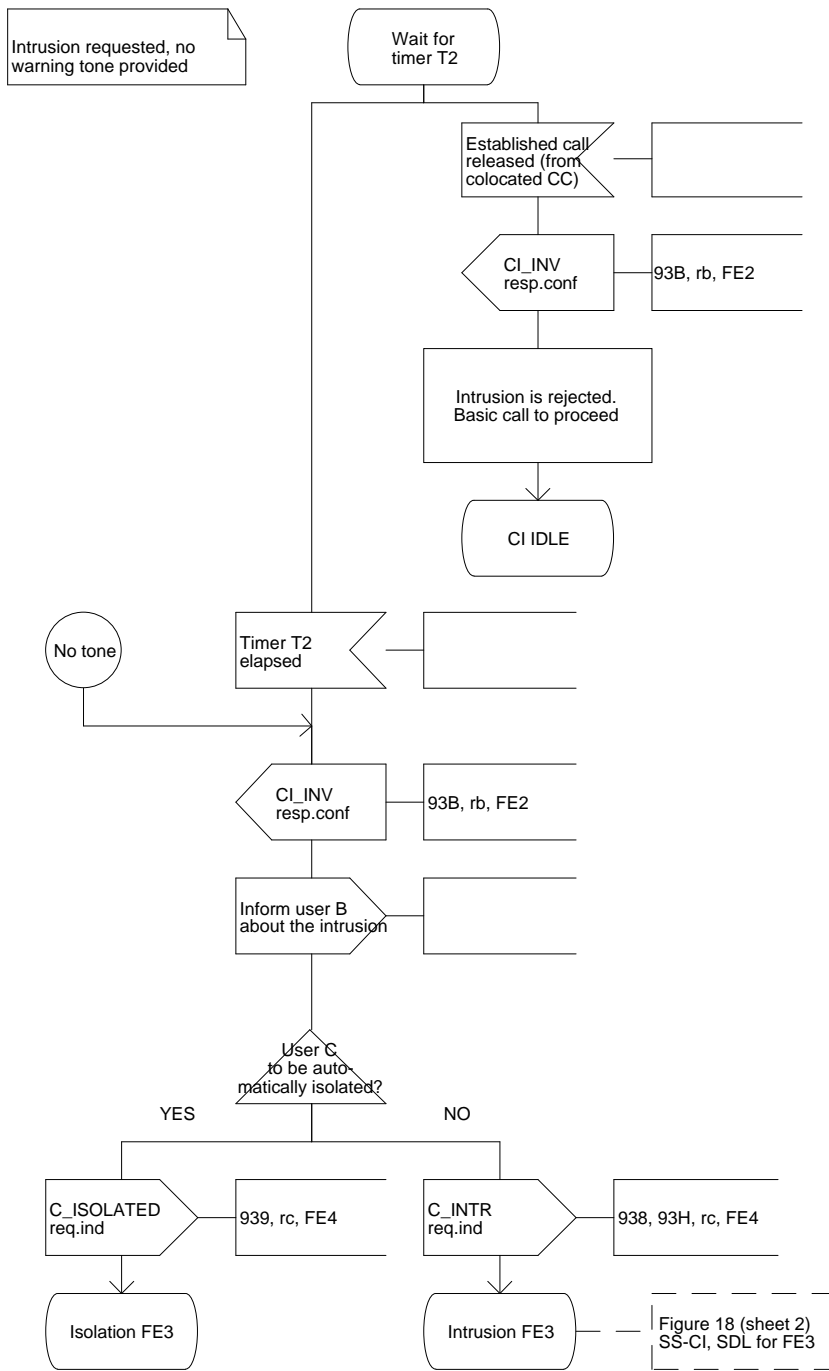 Intrusion requested, no
warning tone provided
Wait for
timer T2
Established call
released (from
colocated CC)
CI_INV
resp.conf
93B, rb, FE2
Intrusion is rejected.
Basic call to proceed
CI IDLE
No tone
Timer T2
elapsed
CI_INV
resp.conf
93B, rb, FE2
Inform user B
about the intrusion
User C
to be auto-
matically isolated?
YES
NO
C_ISOLATED
req.ind
939, rc, FE4
C_INTR
req.ind
938, 93H, rc, FE4
Isolation FE3
Intrusion FE3
Figure 18 (sheet 2)
SS-CI, SDL for FE3